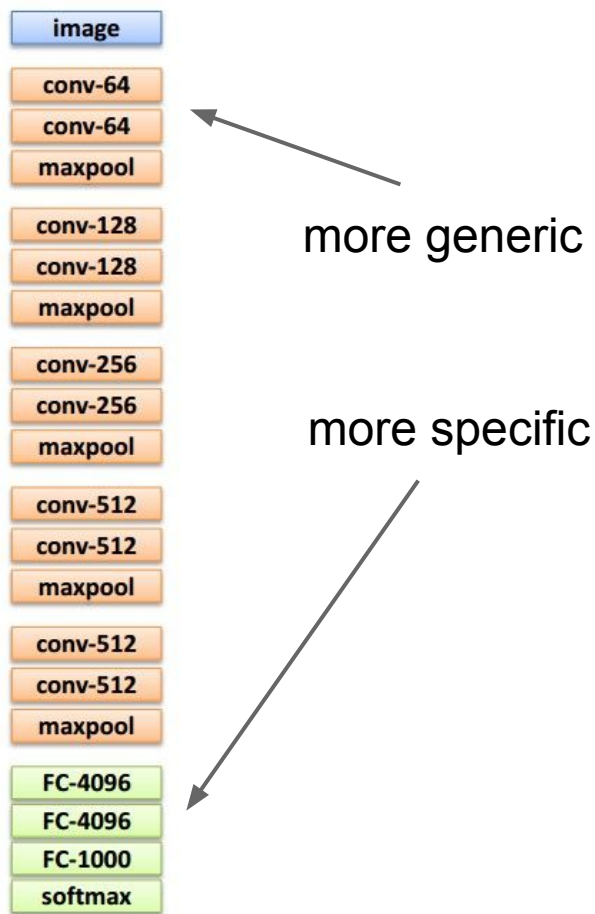 image
conv-64
conv-64
maxpool
conv-128
conv-128
maxpool
conv-256
conv-256
maxpool
conv-512
conv-512
maxpool
conv-512
conv-512
maxpool
FC-4096
FC-4096
FC-1000
softmax
more generic
more specific